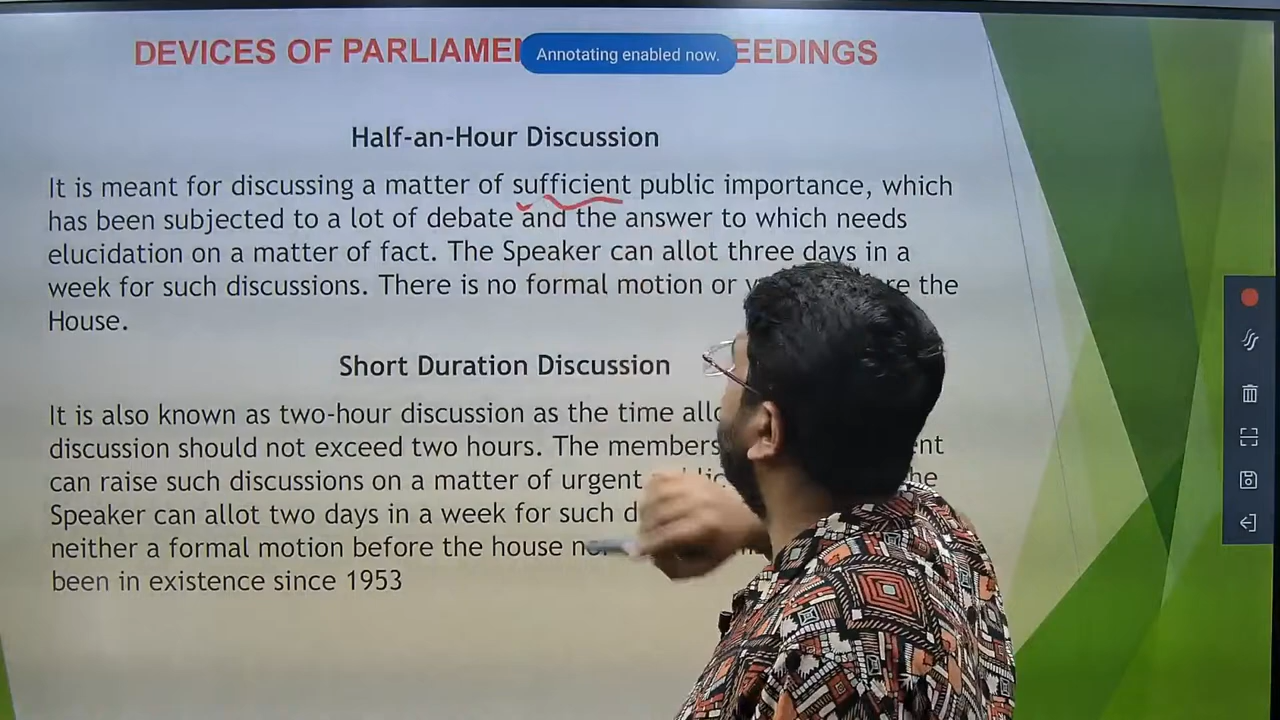 DEVICES OF PARLIAMEN EEDINGS
Annotating enabled now.
Half-an-Hour Discussion
It is meant for discussing a matter of sufficient public importance, which
has been subjected to a lot of debate and the answer to which needs
elucidation on a matter of fact. The Speaker can allot three days in a
week for such discussions. There is no formal motion or the
House.
Short Duration Discussion
It is also known as two-hour discussion as the time
discussion should not exceed two hours. The members
can raise such discussions on a matter of urgent
Speaker can allot two days in a week for such
neither a formal motion before the house
been in existence since 1953